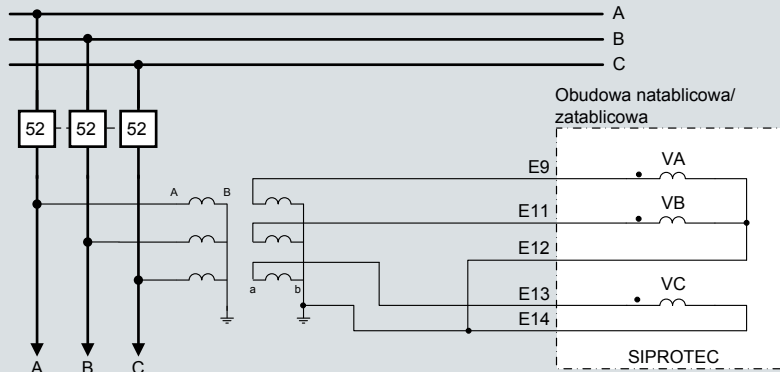 A
B
C
Obudowa natablicowa/
zatablicowa
52 52 52
E9 VA
A B
E11 VB
E12
E13 VC
a b
E14
SIPROTEC
A B C